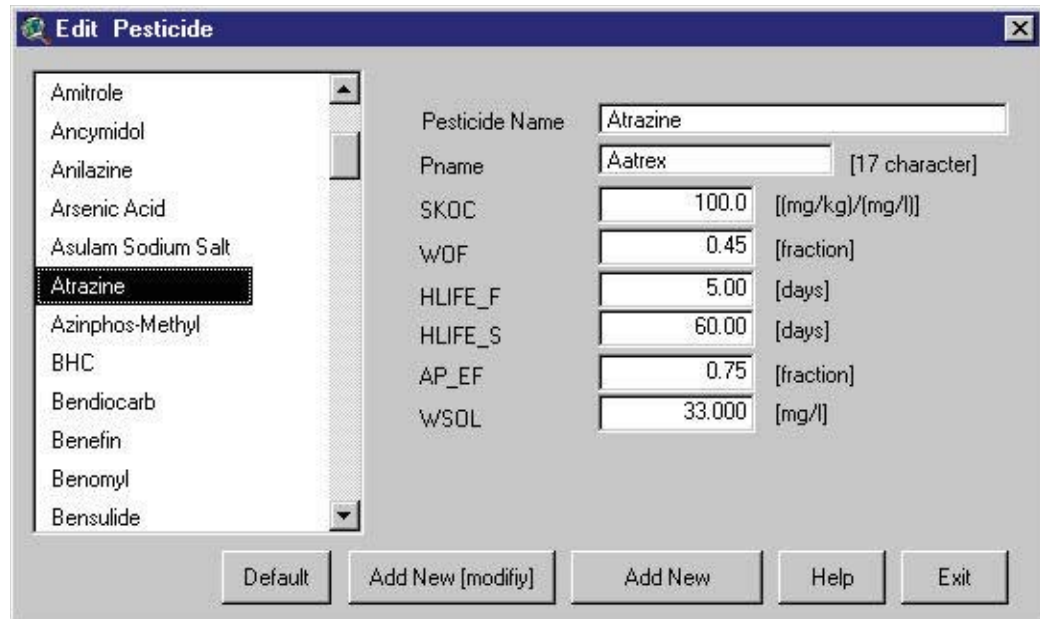 Edit Pesticide
Amitrole
Ancymidol
Anilazine
Arsenic Acid
Asulam Sodium Salt
Atrazine
Azinphos-Methyl
BHC
Bendiocarb
Benefin
Benomyl
Bensulide
Pesticide Name Atrazine
Pname Aatrex [17 character]
SKOC 100.0 [(mg/kg)/(mg/l)]
WOF 0.45 [fraction]
HLIFE_F 5.00 [days]
HLIFE_S 60.00 [days]
AP_EF 0.75 [fraction]
WSOL 33.000 [mg/l]
Default Add New [modifiy] Add New Help Exit